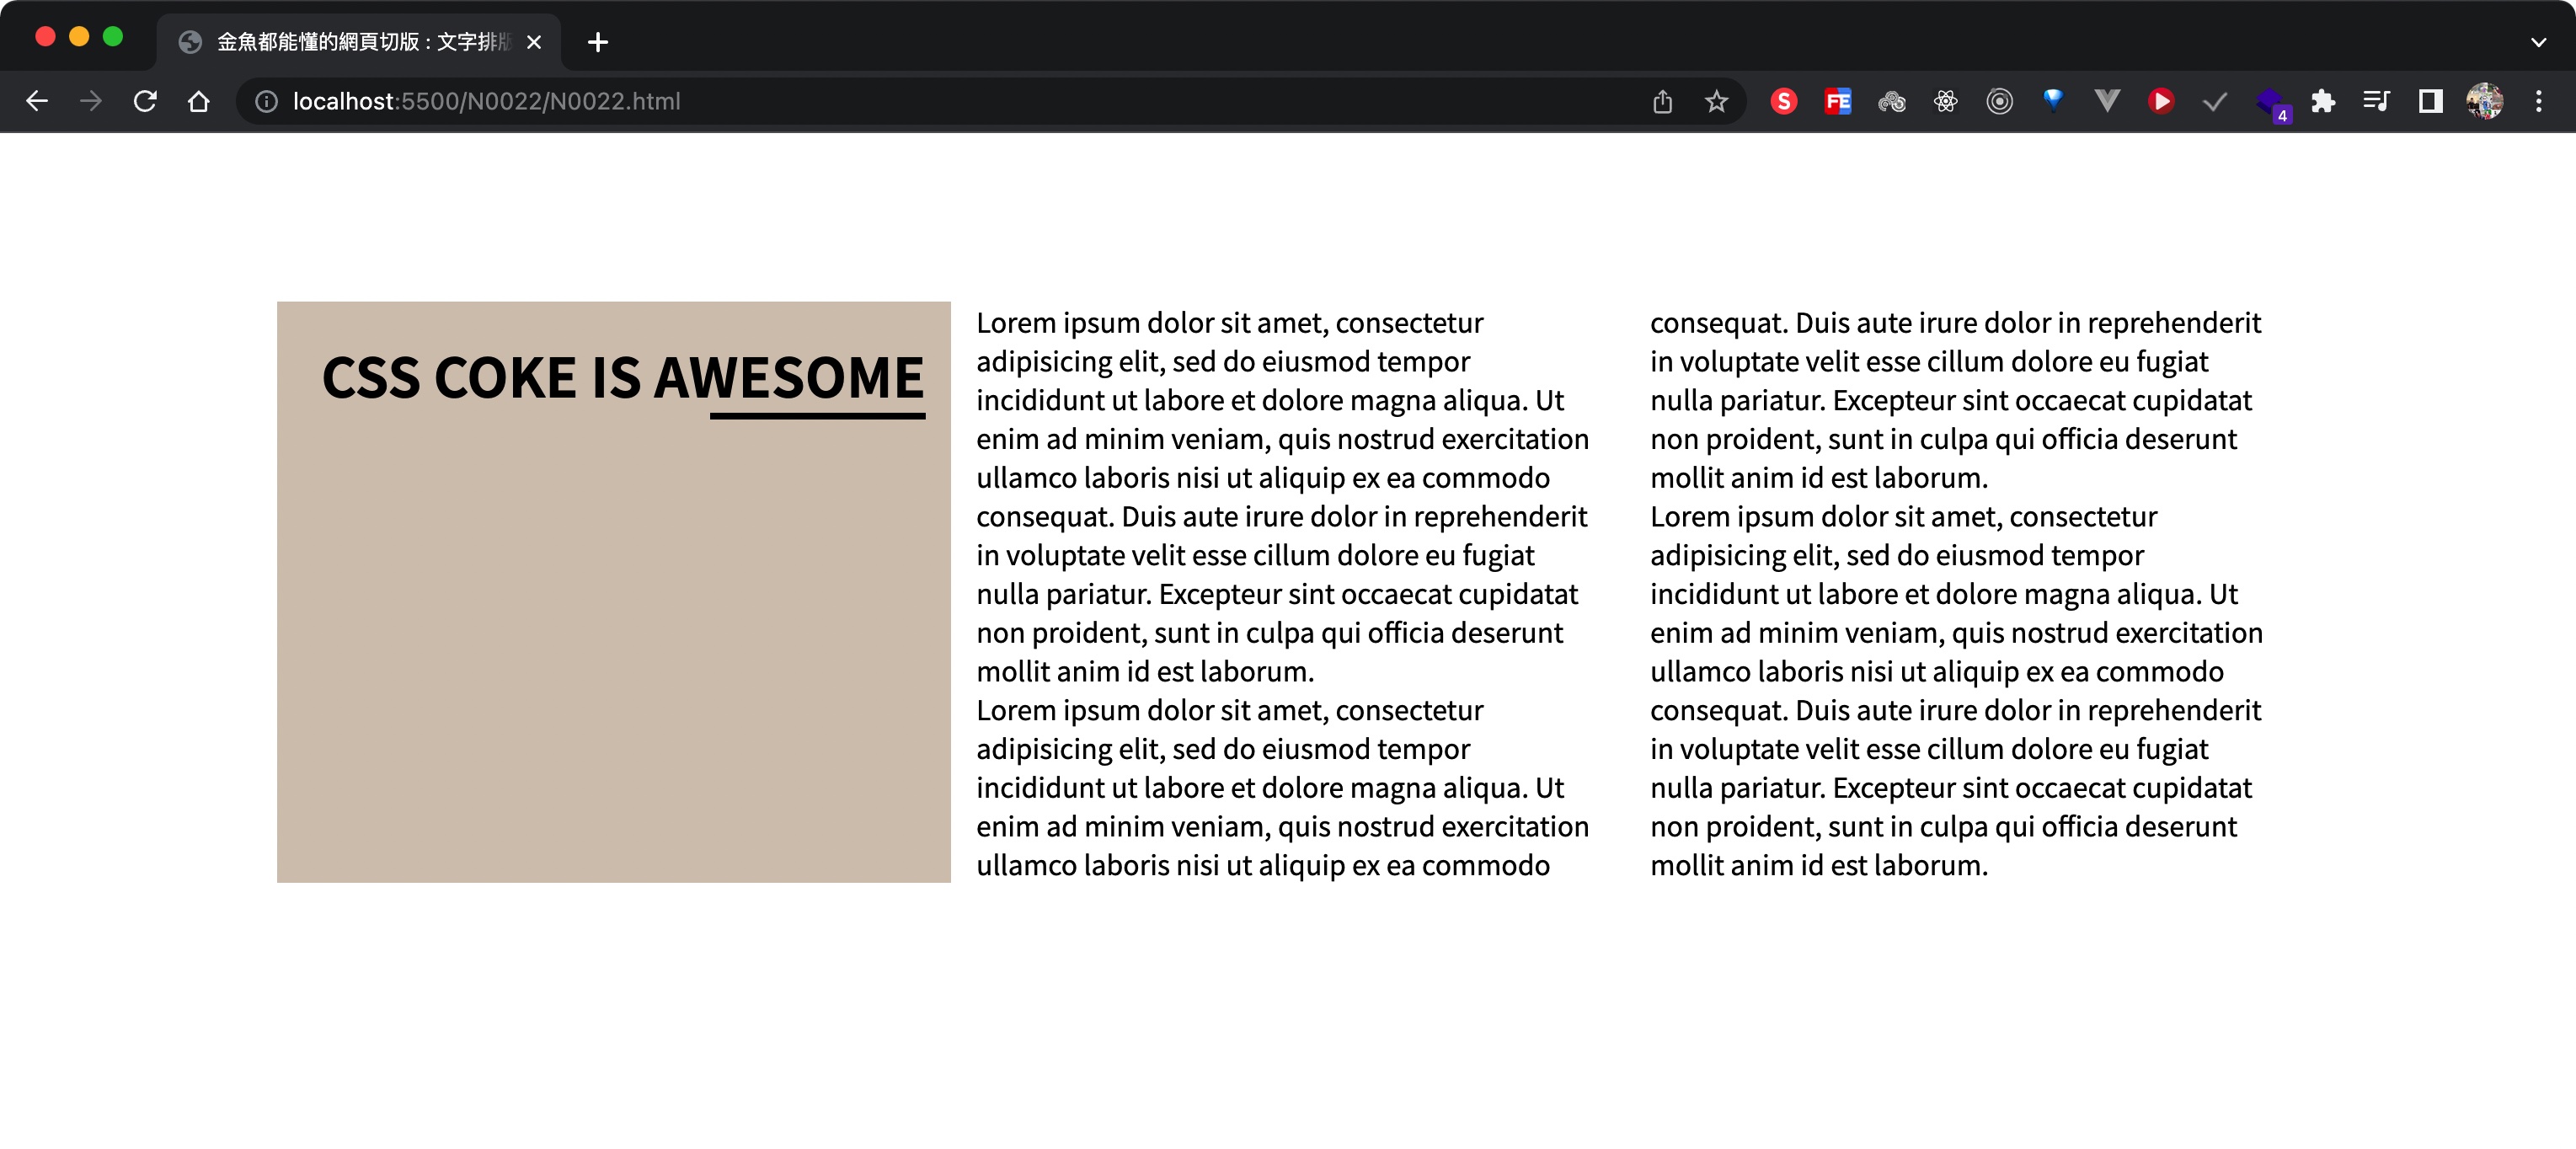 金魚都能懂的網頁切版 : 文字排版
localhost:5500/N0022/N0022.html
S
FE
4
CSS COKE IS AWESOME
Lorem ipsum dolor sit amet, consectetur
adipisicing elit, sed do eiusmod tempor
incididunt ut labore et dolore magna aliqua. Ut
enim ad minim veniam, quis nostrud exercitation
ullamco laboris nisi ut aliquip ex ea commodo
consequat. Duis aute irure dolor in reprehenderit
in voluptate velit esse cillum dolore eu fugiat
nulla pariatur. Excepteur sint occaecat cupidatat
non proident, sunt in culpa qui officia deserunt
mollit anim id est laborum.
Lorem ipsum dolor sit amet, consectetur
adipisicing elit, sed do eiusmod tempor
incididunt ut labore et dolore magna aliqua. Ut
enim ad minim veniam, quis nostrud exercitation
ullamco laboris nisi ut aliquip ex ea commodo
consequat. Duis aute irure dolor in reprehenderit
in voluptate velit esse cillum dolore eu fugiat
nulla pariatur. Excepteur sint occaecat cupidatat
non proident, sunt in culpa qui officia deserunt
mollit anim id est laborum.
Lorem ipsum dolor sit amet, consectetur
adipisicing elit, sed do eiusmod tempor
incididunt ut labore et dolore magna aliqua. Ut
enim ad minim veniam, quis nostrud exercitation
ullamco laboris nisi ut aliquip ex ea commodo
consequat. Duis aute irure dolor in reprehenderit
in voluptate velit esse cillum dolore eu fugiat
nulla pariatur. Excepteur sint occaecat cupidatat
non proident, sunt in culpa qui officia deserunt
mollit anim id est laborum.